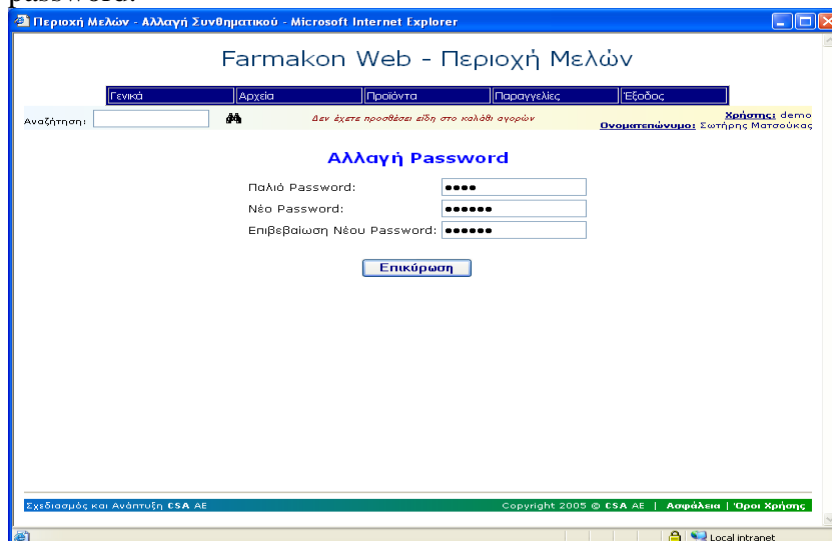 password.
Περιοχή Μελών - Αλλαγή Συνθηματικού - Microsoft Internet Explorer
Farmakon Web - Περιοχή Μελών
Γενικά Αρχεία Προϊόντα Παραγγελίες Έξοδος
Αναζήτηση: Δεν έχετε προσθέσει είδη στο καλάθι αγορών Χρήστης: demo
Ονοματεπώνυμο: Σωτήρης Ματσούκας
Αλλαγή Password
Παλιό Password: ••••
Νέο Password: ••••••
Επιβεβαίωση Νέου Password: ••••••
Επικύρωση
Σχεδιασμός και Ανάπτυξη CSA AE Copyright 2005 © CSA AE | Ασφάλεια | Όροι Χρήσης
Local intranet